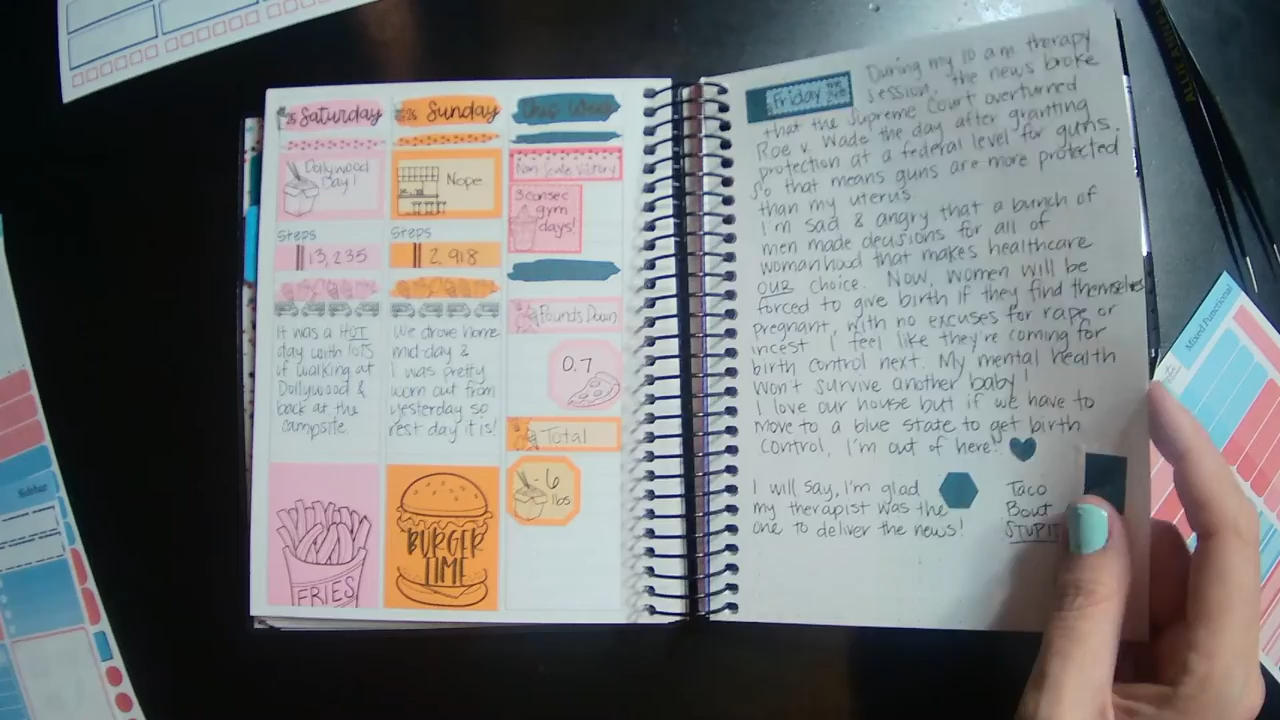 25 Saturday
Dollywood
Day!
Steps
13,235
It was a HOT
day with lots
of walking at
Dollywood &
back at the
campsite.
FRIES
26 Sunday
Nope
Steps
2,918
We drove home
mid-day &
I was pretty
worn out from
yesterday so
rest day it is!
BURGER
TIME
this Week
Non Scale Victory
3 consec
gym
days!
Pounds Down
0.7
Total
-6
lbs
Friday
During my 10 am therapy
session, the news broke
that the Supreme Court overturned
Roe v. Wade the day after granting
protection at a federal level for guns.
So that means guns are more protected
than my uterus
I'm sad & angry that a bunch of
men made decisions for all of
womanhood that makes healthcare
our choice. Now, women will be
forced to give birth if they find themselves
pregnant, with no excuses for rape or
incest I feel like they're coming for
birth control next. My mental health
won't survive another baby!
I love our house but if we have to
move to a blue state to get birth
control, I'm out of here!
I will say, I'm glad
my therapist was the
one to deliver the news!
Taco
Bout
Mixed Functional
Sidebar